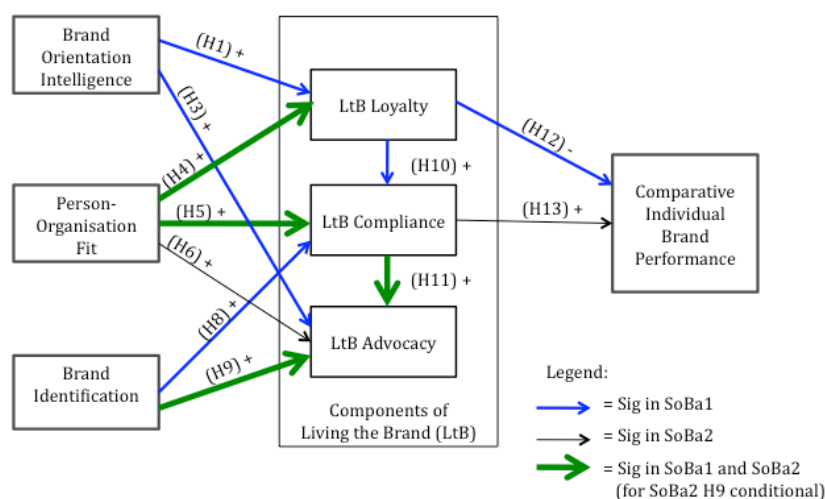 Brand
Orientation
Intelligence
Person-
Organisation
Fit
Brand
Identification
(H1) +
(H3) +
(H4) +
(H5) +
(H6) +
(H8) +
(H9) +
LtB Loyalty
(H10) +
LtB Compliance
(H11) +
LtB Advocacy
Components of
Living the Brand (LtB)
(H12) -
(H13) +
Comparative
Individual
Brand
Performance
Legend:
= Sig in SoBa1
= Sig in SoBa2
= Sig in SoBa1 and SoBa2
(for SoBa2 H9 conditional)